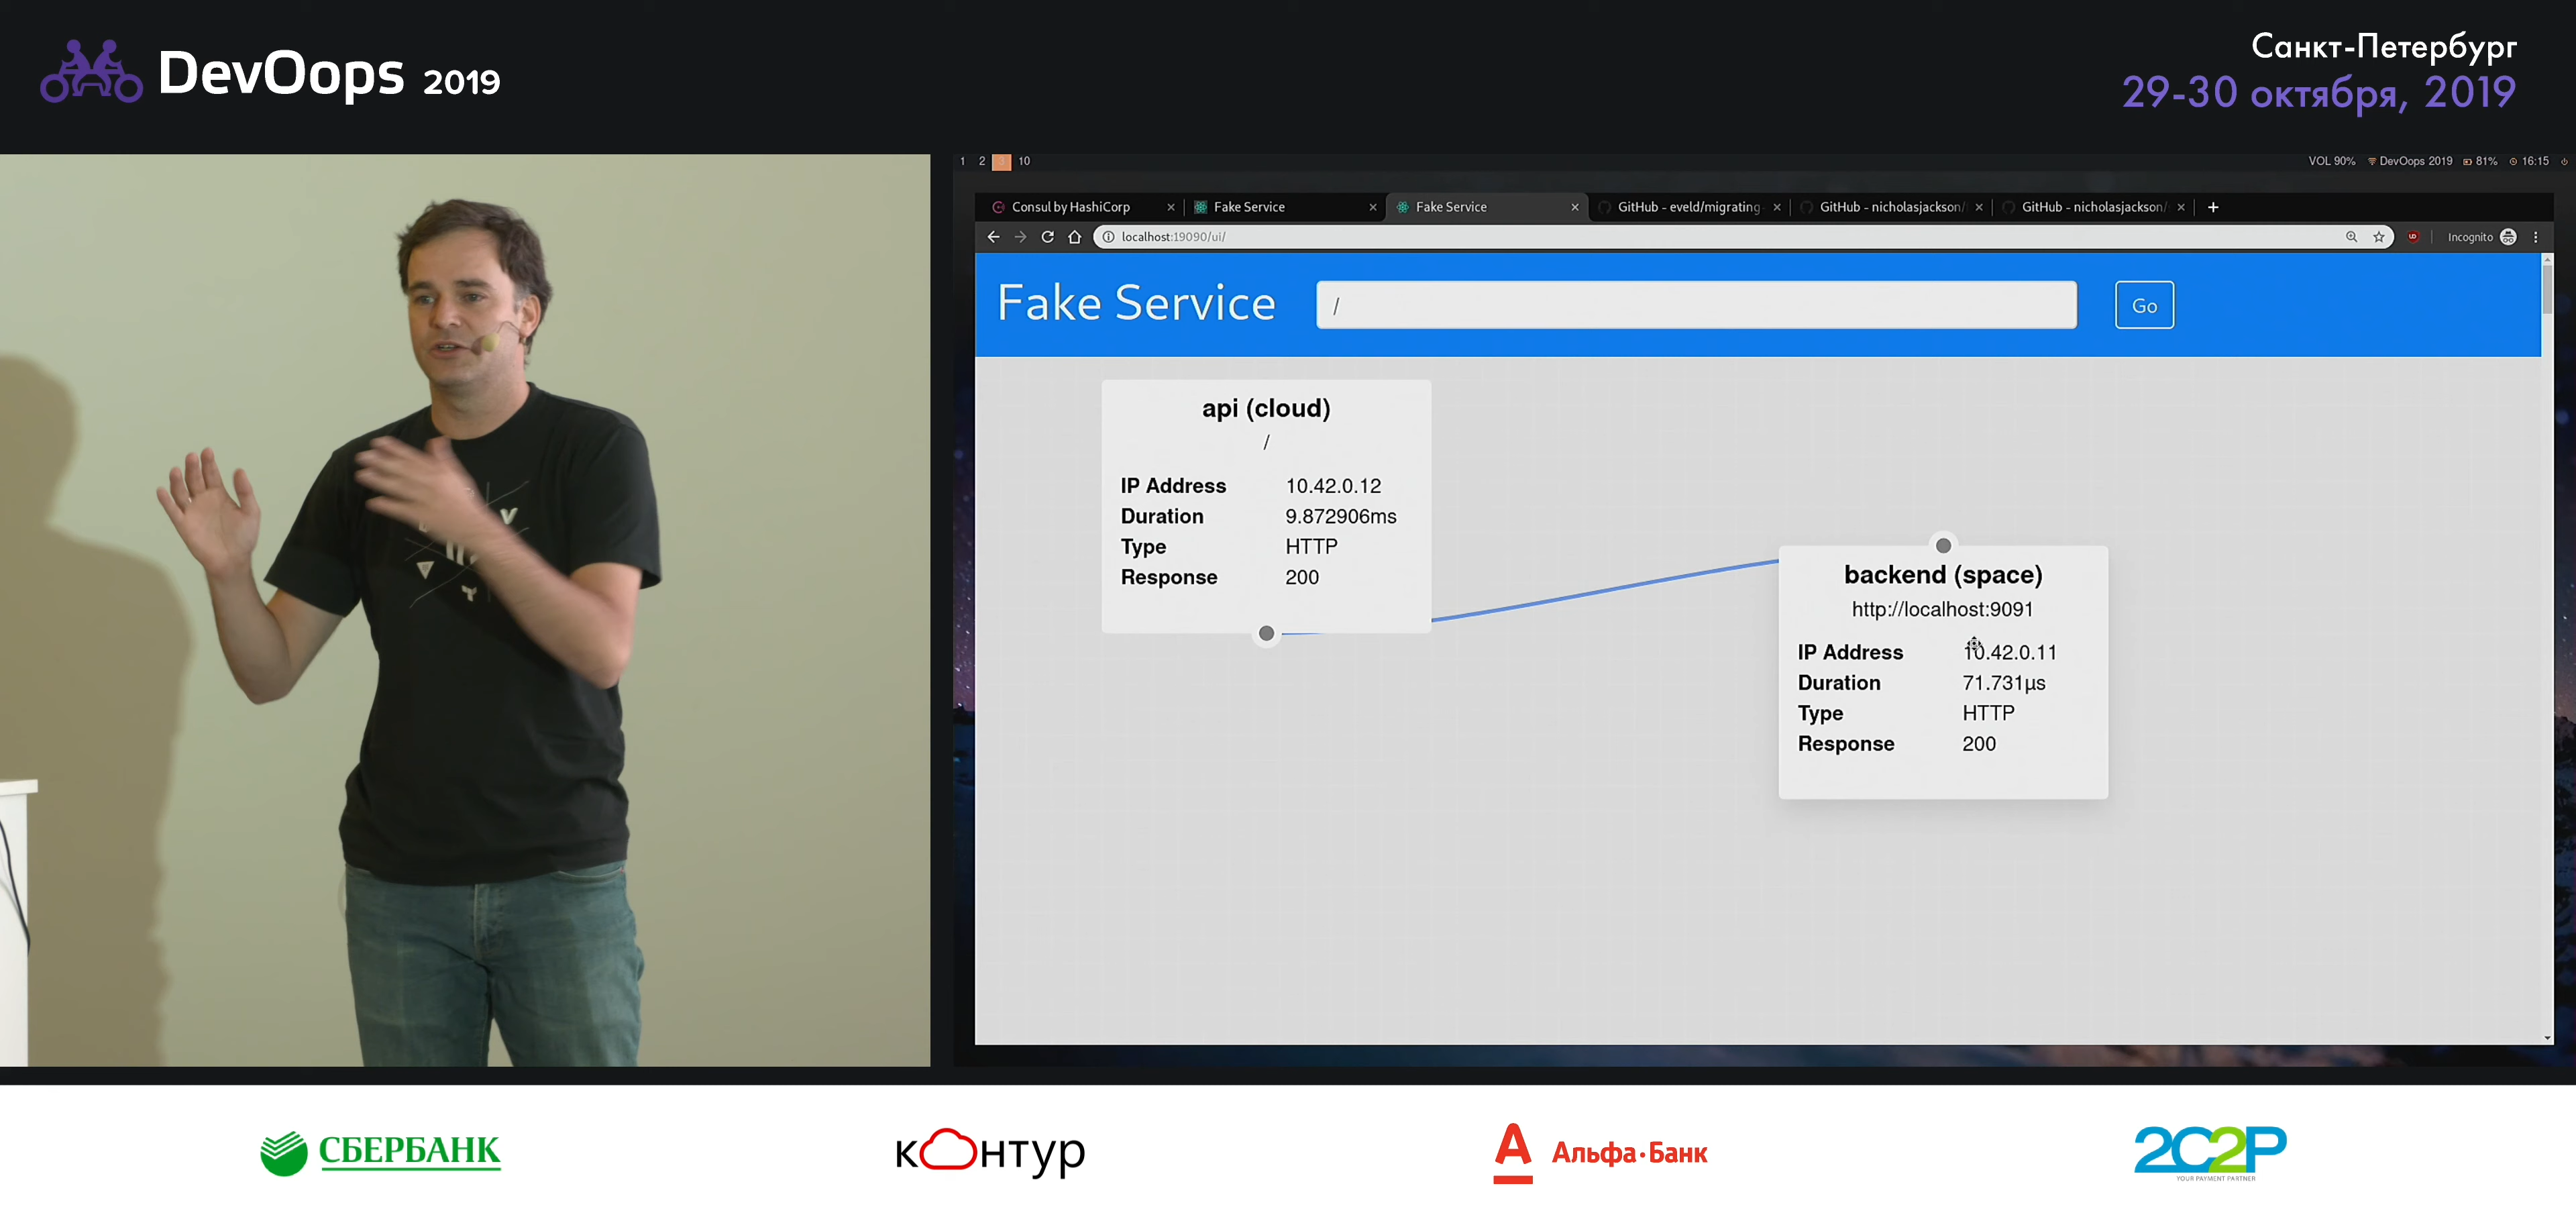 DevOops 2019
Санкт-Петербург
29-30 октября, 2019
1 2 3 10
VOL 90% DevOops 2019 81% 16:15
Consul by HashiCorp
Fake Service
Fake Service
GitHub - eveld/migrating
GitHub - nicholasjackson/
GitHub - nicholasjackson/
localhost:19090/ui/
Incognito
Fake Service
/
Go
api (cloud)
/
IP Address 10.42.0.12
Duration 9.872906ms
Type HTTP
Response 200
backend (space)
http://localhost:9091
IP Address 10.42.0.11
Duration 71.731µs
Type HTTP
Response 200
СБЕРБАНК
контур
А Альфа·Банк
2C2P
YOUR PAYMENT PARTNER